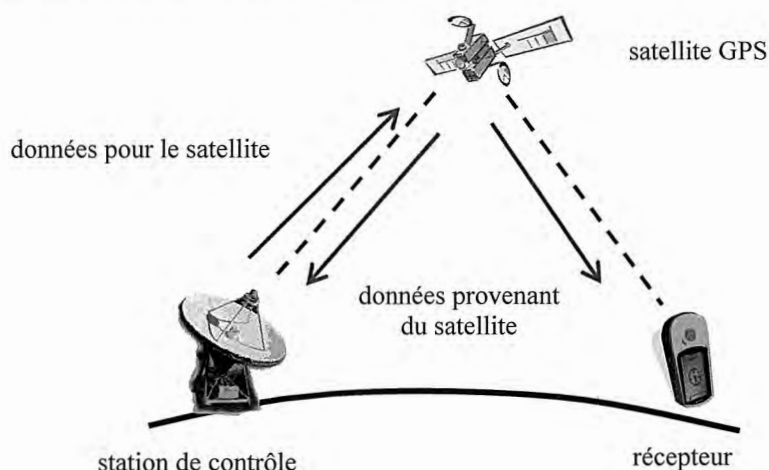 satellite GPS
données pour le satellite
données provenant
du satellite
station de contrôle
récepteur